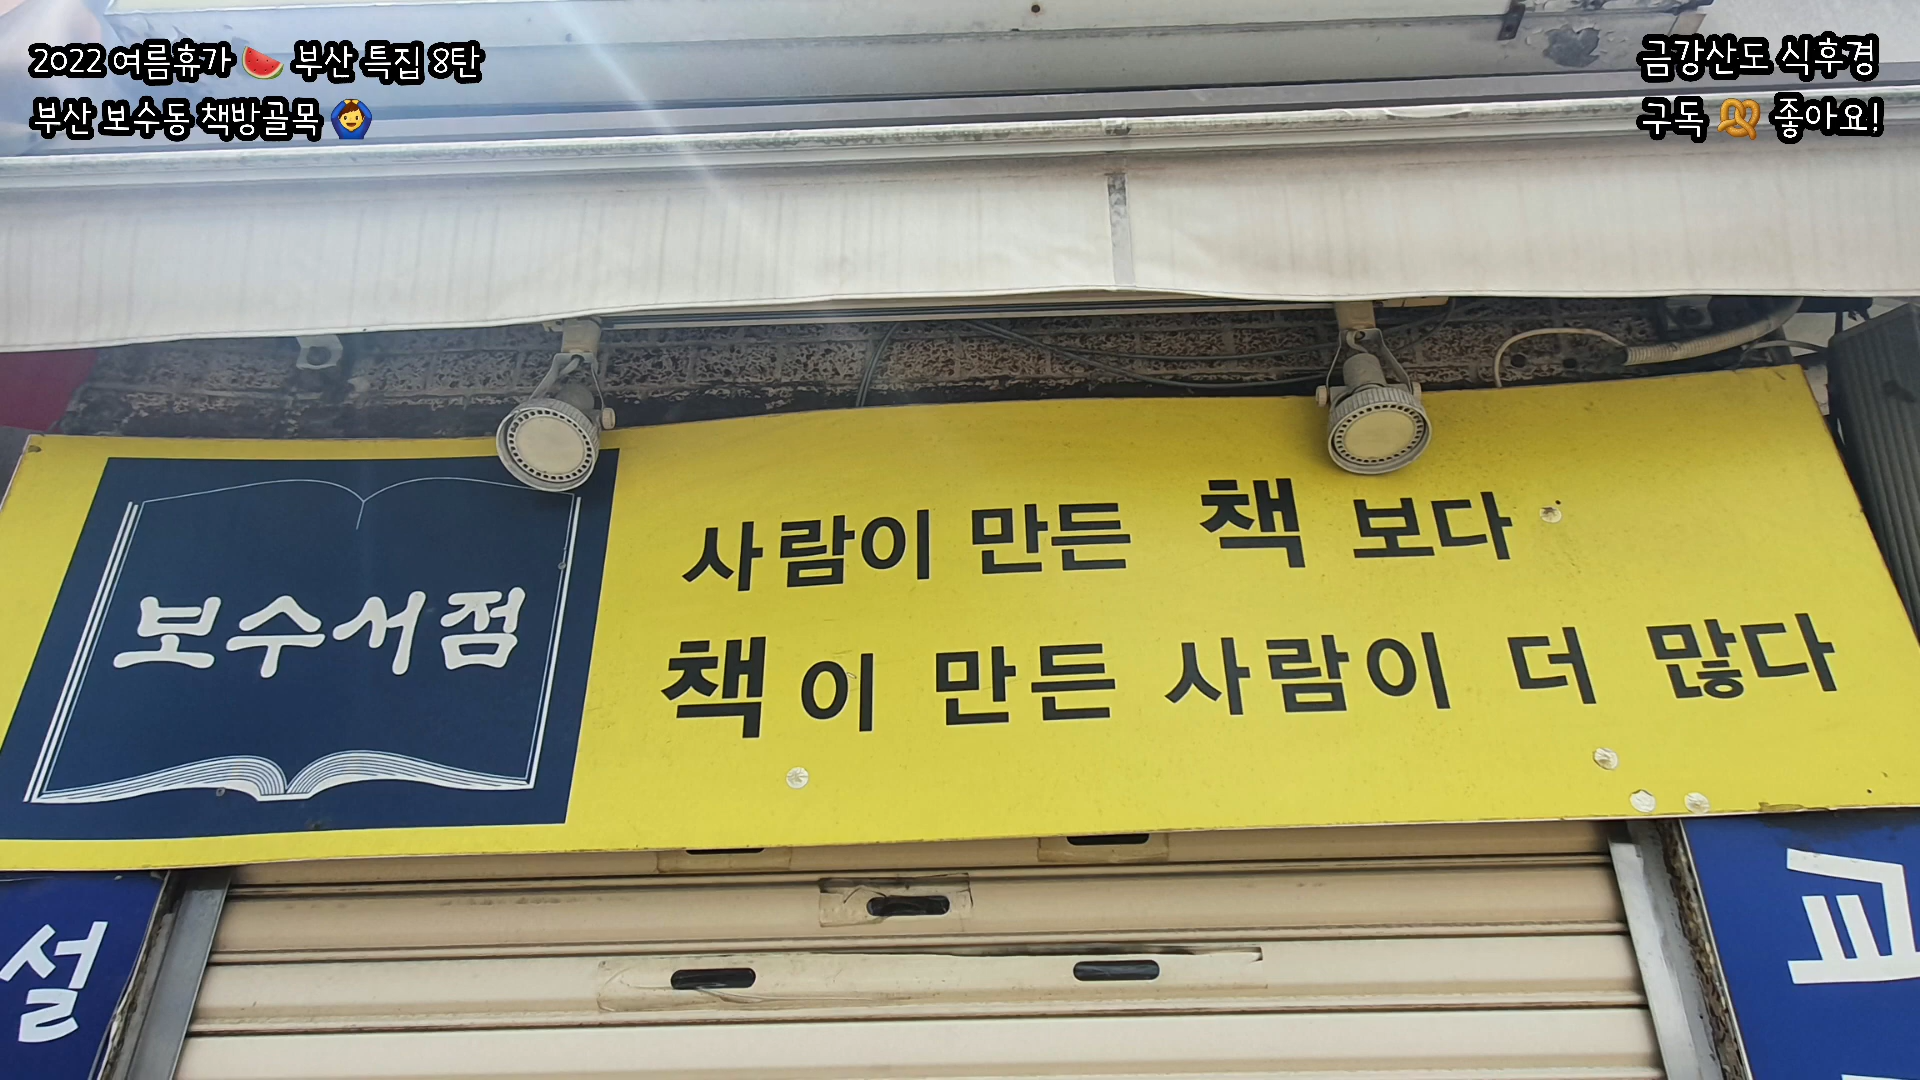 2022 여름휴가 🍉 부산 특집 8탄
부산 보수동 책방골목 🙆
금강산도 식후경
구독 🥨 좋아요!
보수서점
사람이 만든 책 보다
책이 만든 사람이 더 많다
설
교